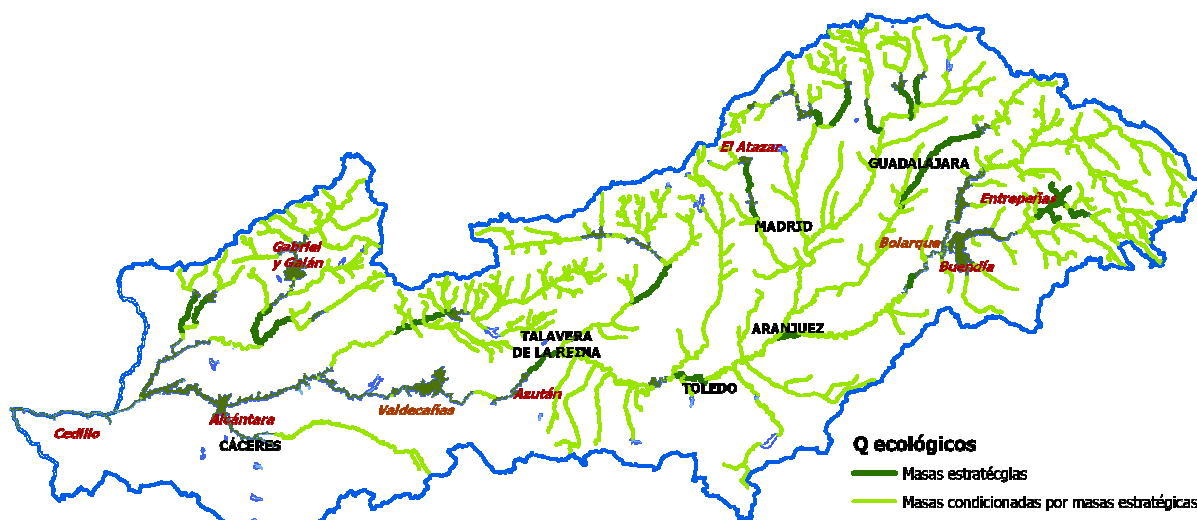 El Atazar
GUADALAJARA
Entrepeñas
MADRID
Bolarque
Buendía
Gabriel
y Galán
ARANJUEZ
TALAVERA
DE LA REINA
TOLEDO
Azután
Valdecañas
Alcántara
CÁCERES
Cedillo
Q ecológicos
Masas estratécgias
Masas condicionadas por masas estratégicas